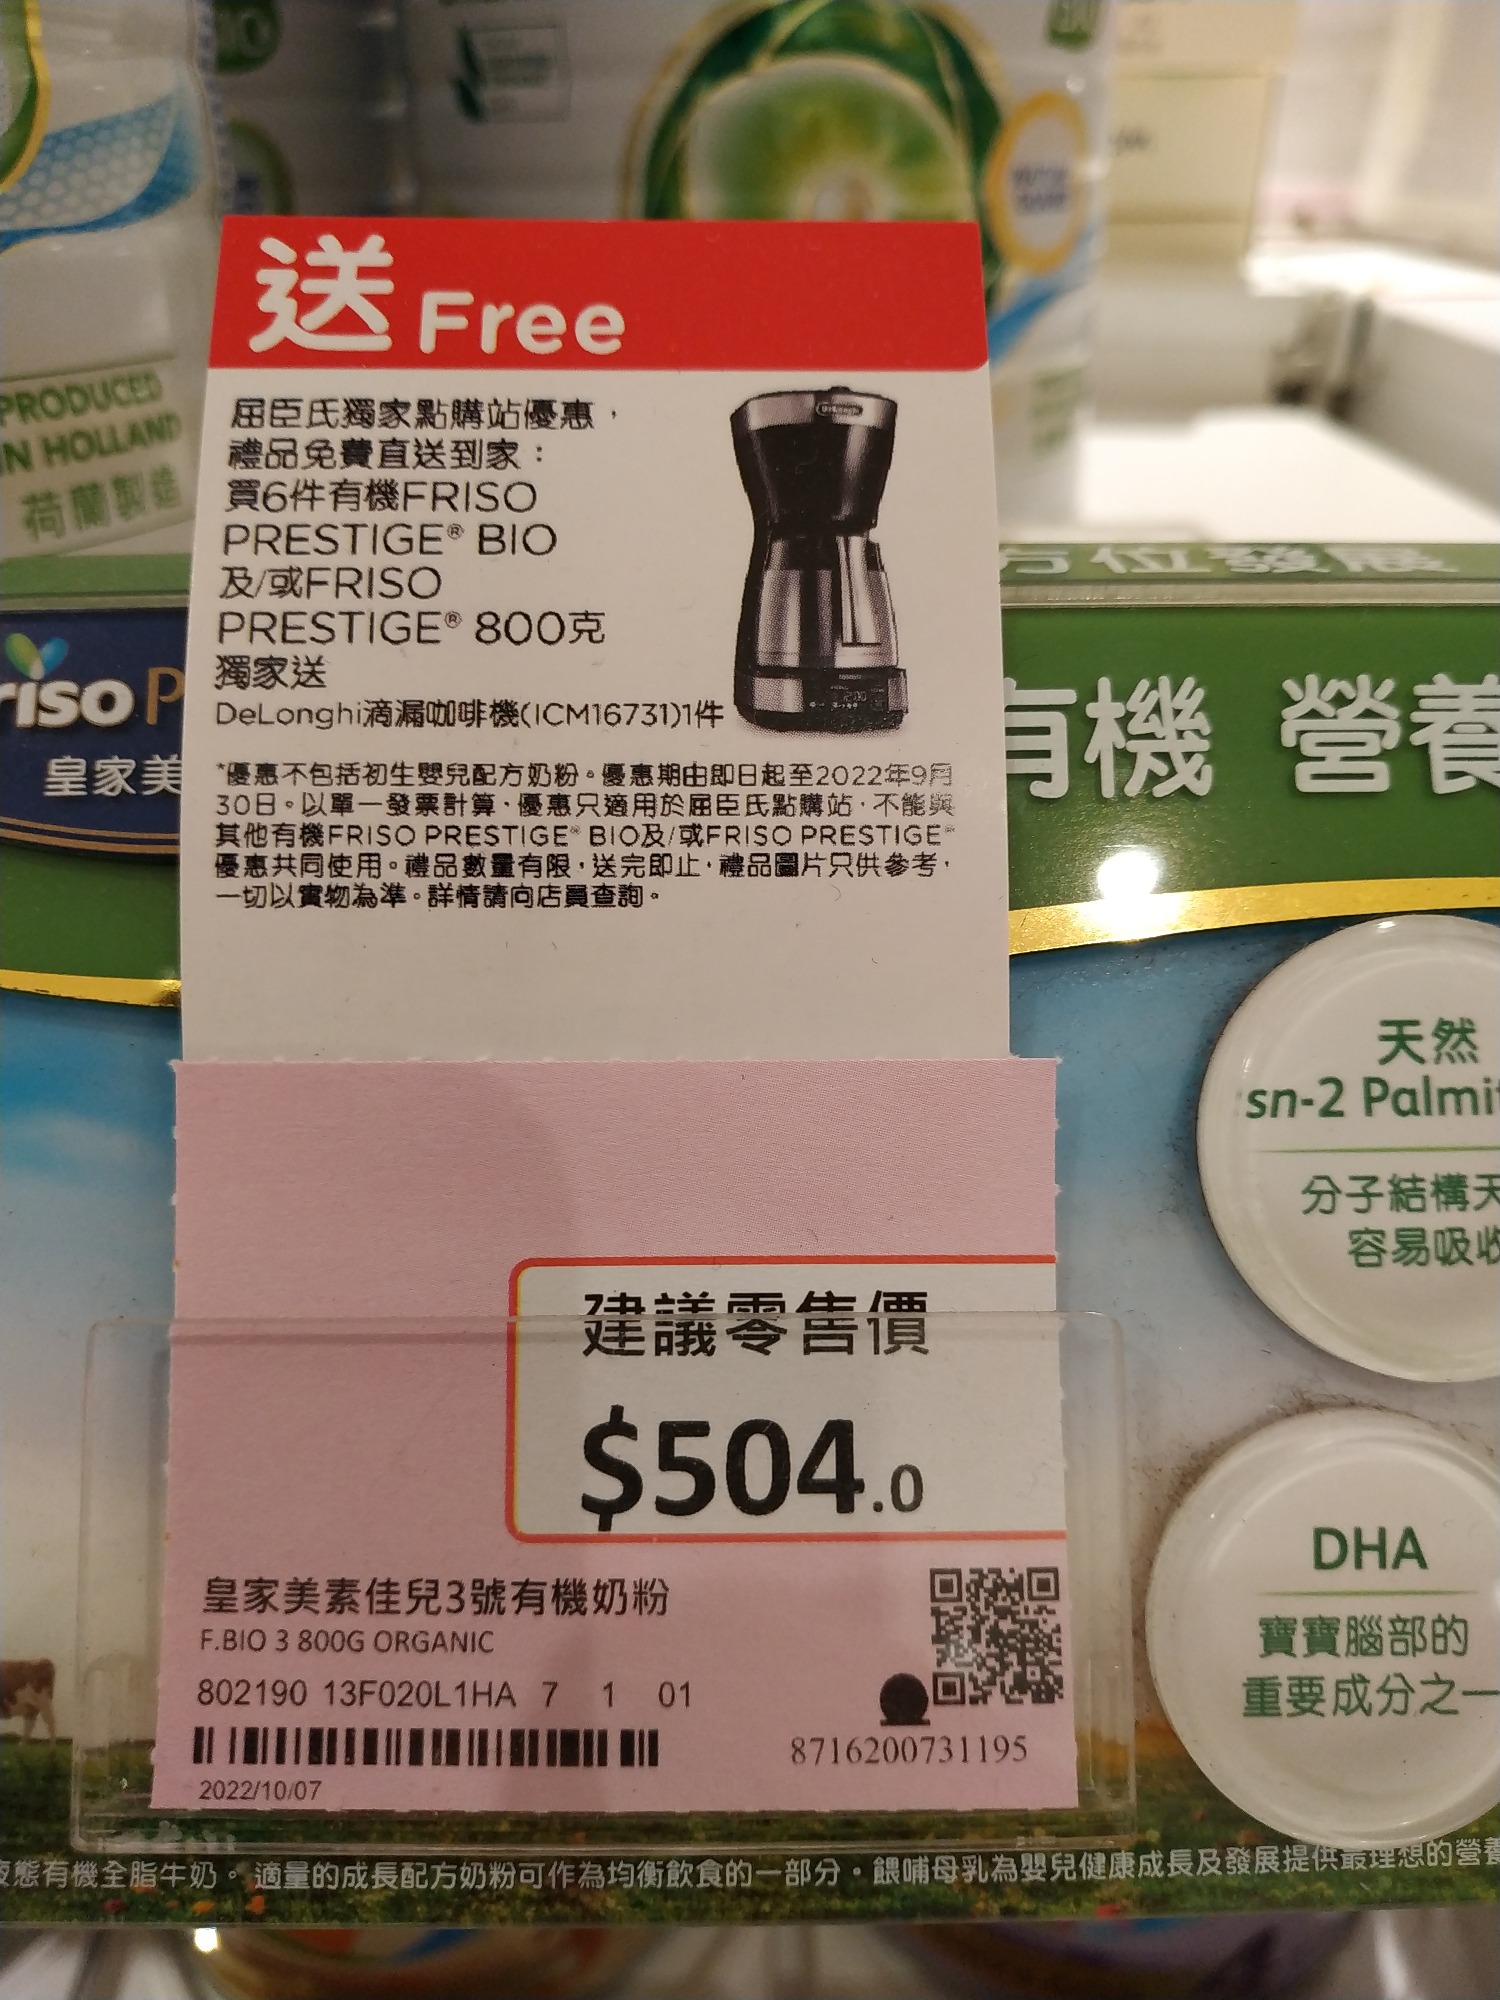 送 Free
屈臣氏獨家點購站優惠，
禮品免費直送到家：
買6件有機FRISO
PRESTIGE® BIO
及/或FRISO
PRESTIGE® 800克
獨家送
DeLonghi滴漏咖啡機(ICM16731)1件
*優惠不包括初生嬰兒配方奶粉。優惠期由即日起至2022年9月
30日。以單一發票計算，優惠只適用於屈臣氏點購站，不能與
其他有機FRISO PRESTIGE® BIO及/或FRISO PRESTIGE®
優惠共同使用。禮品數量有限，送完即止，禮品圖片只供參考，
一切以實物為準。詳情請向店員查詢。
DeLonghi
PRODUCED
IN HOLLAND
荷蘭製造
方位發展
riso P
皇家美
有機 營養
天然
sn-2 Palmi
分子結構天
容易吸收
建議零售價
$504.0
DHA
寶寶腦部的
重要成分之一
皇家美素佳兒3號有機奶粉
F.BIO 3 800G ORGANIC
802190 13F020L1HA 7 1 01
8716200731195
2022/10/07
態有機全脂牛奶。適量的成長配方奶粉可作為均衡飲食的一部分。餵哺母乳為嬰兒健康成長及發展提供最理想的營養